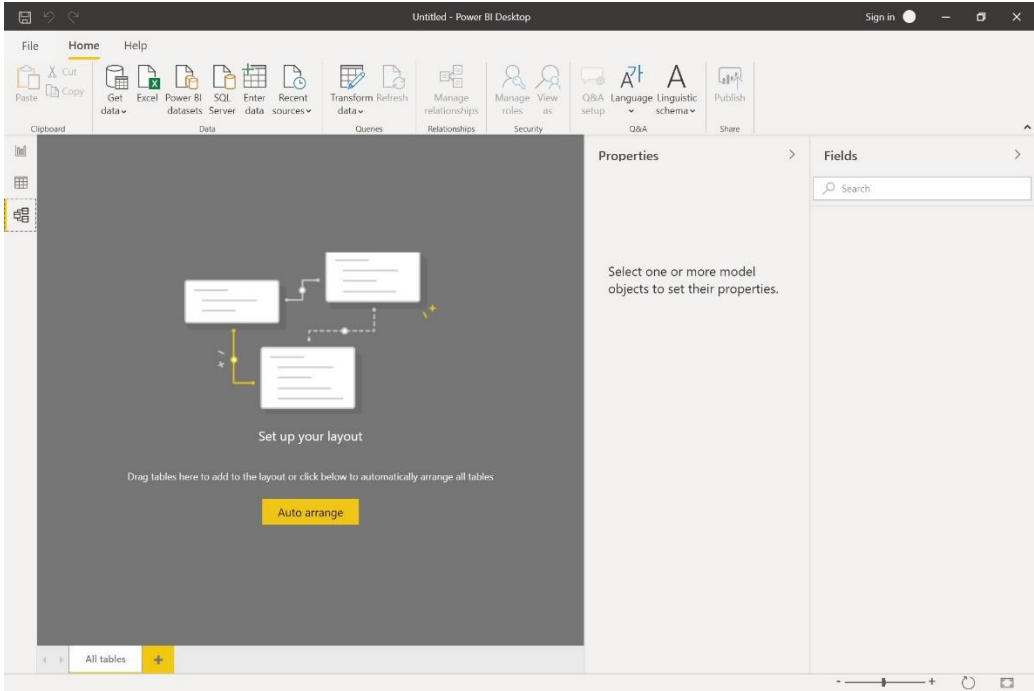 Untitled - Power BI Desktop
Sign in
File Home Help
Paste
Cut
Copy
Clipboard
Get data
Excel
Power BI datasets
SQL Server
Enter data
Recent sources
Data
Transform data
Refresh
Queries
Manage relationships
Relationships
Manage roles
View as
Security
Q&A setup
Language
Linguistic schema
Q&A
Publish
Share
Set up your layout
Drag tables here to add to the layout or click below to automatically arrange all tables
Auto arrange
Properties
Select one or more model
objects to set their properties.
Fields
Search
All tables +
- +